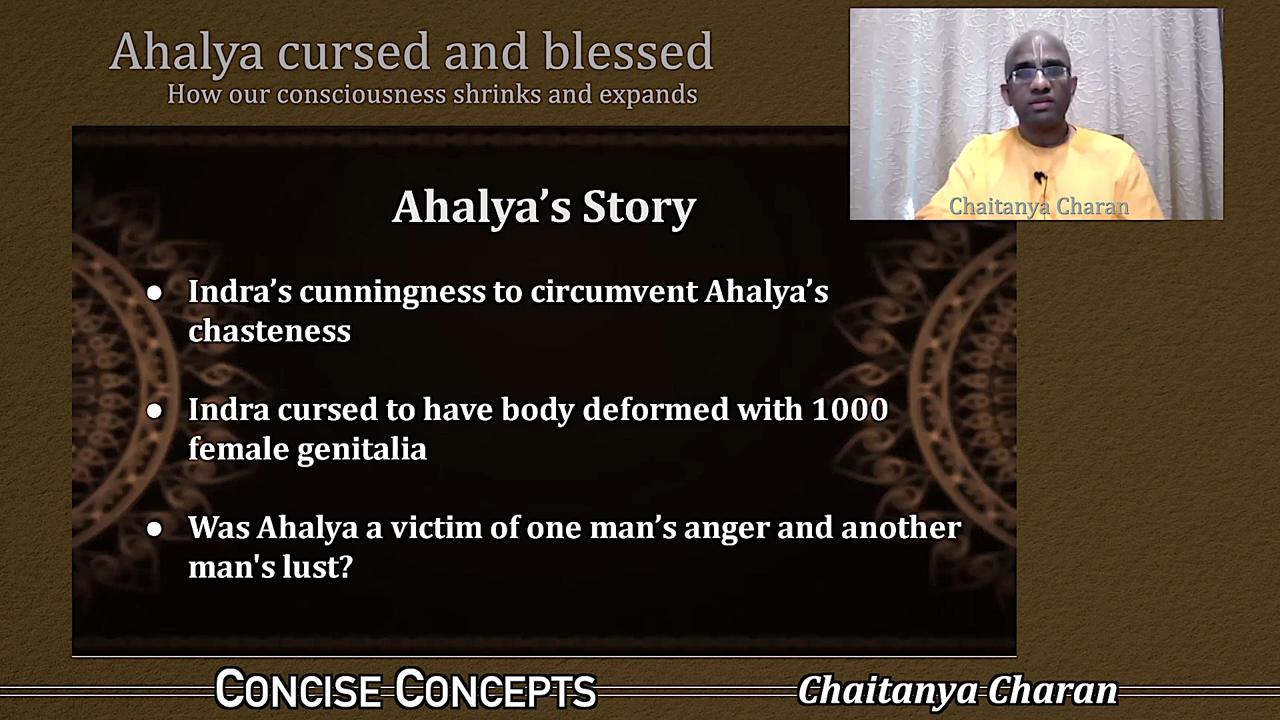 Ahalya cursed and blessed
How our consciousness shrinks and expands
Chaitanya Charan
Ahalya’s Story
● Indra’s cunningness to circumvent Ahalya’s
chasteness
● Indra cursed to have body deformed with 1000
female genitalia
● Was Ahalya a victim of one man’s anger and another
man's lust?
CONCISE CONCEPTS
Chaitanya Charan